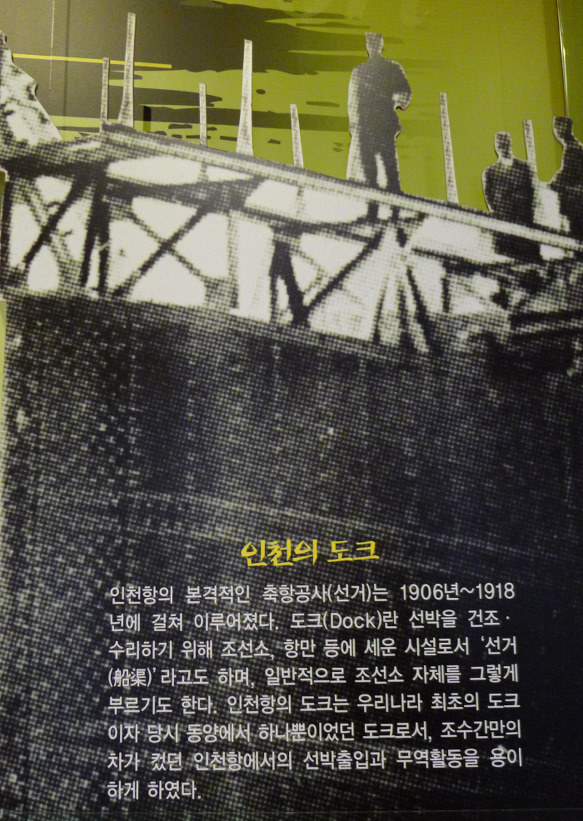 인천의 도크
인천항의 본격적인 축항공사(선거)는 1906년~1918
년에 걸쳐 이루어졌다. 도크(Dock)란 선박을 건조·
수리하기 위해 조선소, 항만 등에 세운 시설로서 ‘선거
(船渠)’라고도 하며, 일반적으로 조선소 자체를 그렇게
부르기도 한다. 인천항의 도크는 우리나라 최초의 도크
이자 당시 동양에서 하나뿐이었던 도크로서, 조수간만의
차가 컸던 인천항에서의 선박출입과 무역활동을 용이
하게 하였다.